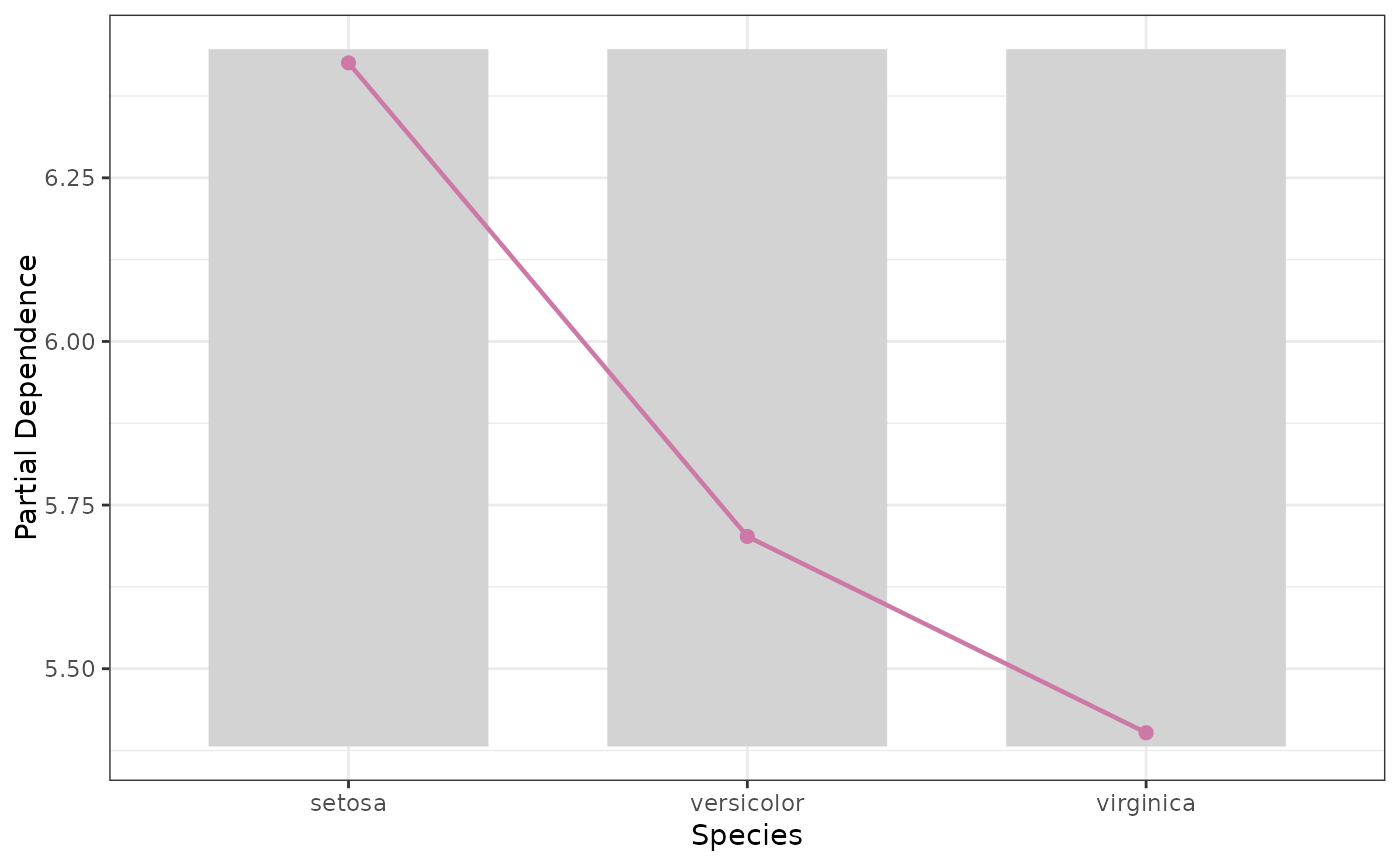 Partial Dependence
6.25
6.00
5.75
5.50
setosa versicolor virginica
Species